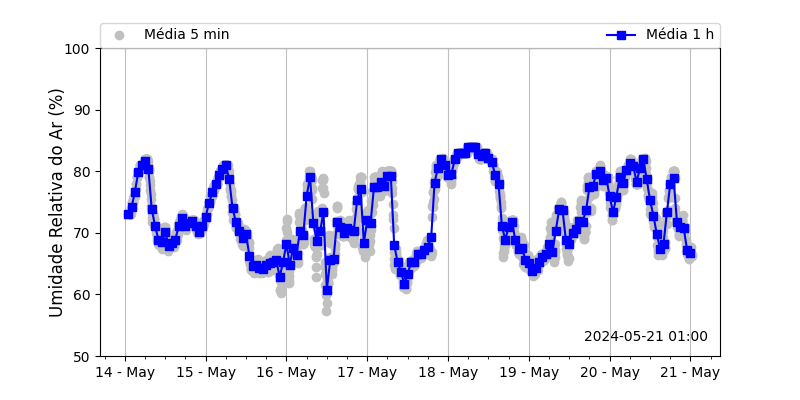 Média 5 min
Média 1 h
Umidade Relativa do Ar (%)
100
90
80
70
60
50
2024-05-21 01:00
14 - May
15 - May
16 - May
17 - May
18 - May
19 - May
20 - May
21 - May